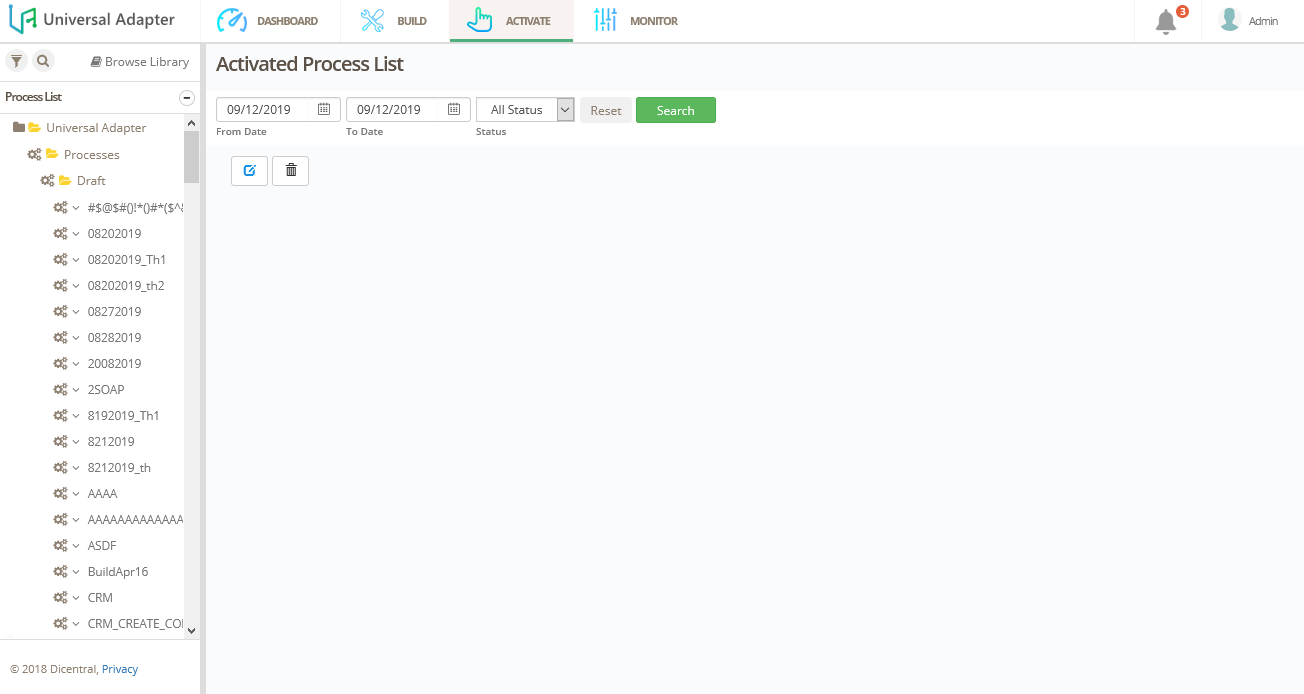 Universal Adapter
DASHBOARD
BUILD
ACTIVATE
MONITOR
3
Admin
Browse Library
Process List
Universal Adapter
Processes
Draft
#$@$#()!*()#*($^&
08202019
08202019_Th1
08202019_th2
08272019
08282019
20082019
2SOAP
8192019_Th1
8212019
8212019_th
AAAA
AAAAAAAAAAAAA
ASDF
BuildApr16
CRM
CRM_CREATE_CO
© 2018 Dicentral, Privacy
Activated Process List
09/12/2019 09/12/2019 All Status Reset Search
From Date To Date Status